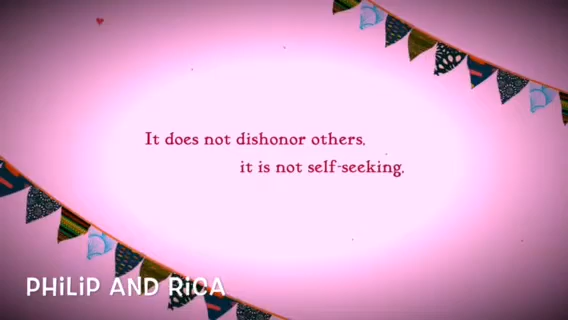 It does not dishonor others,
it is not self-seeking,
PHiLiP AND RiCA